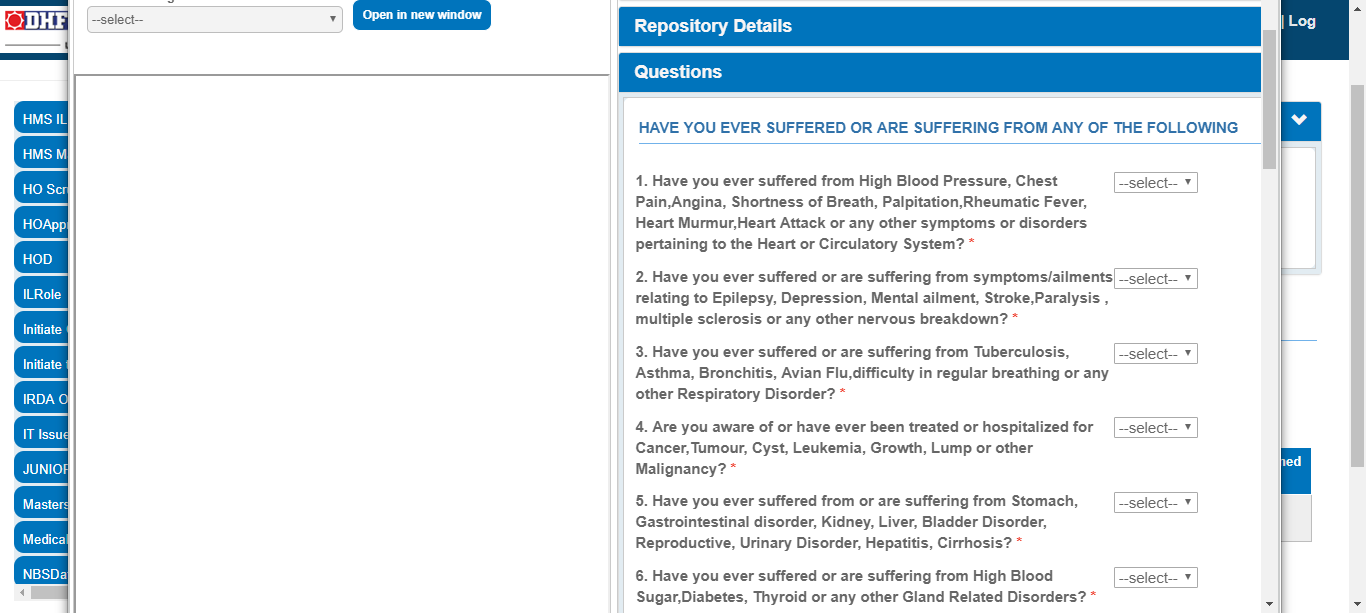 DHF
--select--
Open in new window
| Log
Repository Details
Questions
HAVE YOU EVER SUFFERED OR ARE SUFFERING FROM ANY OF THE FOLLOWING
1. Have you ever suffered from High Blood Pressure, Chest
Pain,Angina, Shortness of Breath, Palpitation,Rheumatic Fever,
Heart Murmur,Heart Attack or any other symptoms or disorders
pertaining to the Heart or Circulatory System? *
--select--
2. Have you ever suffered or are suffering from symptoms/ailments
relating to Epilepsy, Depression, Mental ailment, Stroke,Paralysis ,
multiple sclerosis or any other nervous breakdown? *
--select--
3. Have you ever suffered or are suffering from Tuberculosis,
Asthma, Bronchitis, Avian Flu,difficulty in regular breathing or any
other Respiratory Disorder? *
--select--
4. Are you aware of or have ever been treated or hospitalized for
Cancer,Tumour, Cyst, Leukemia, Growth, Lump or other
Malignancy? *
--select--
5. Have you ever suffered from or are suffering from Stomach,
Gastrointestinal disorder, Kidney, Liver, Bladder Disorder,
Reproductive, Urinary Disorder, Hepatitis, Cirrhosis? *
--select--
6. Have you ever suffered or are suffering from High Blood
Sugar,Diabetes, Thyroid or any other Gland Related Disorders? *
--select--
HMS IL
HMS M
HO Scr
HOApp
HOD
ILRole
Initiate
Initiate
IRDA O
IT Issue
JUNIOR
Masters
Medical
NBSDa
ned